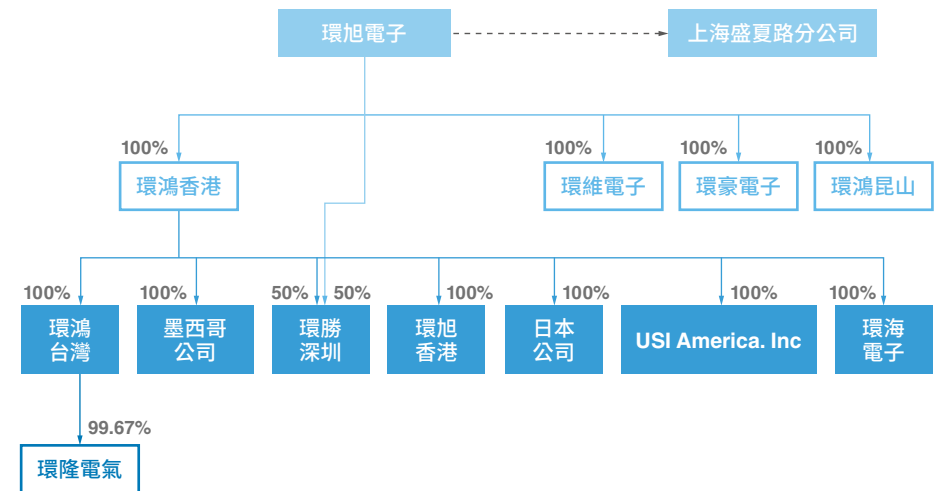 環旭電子
上海盛夏路分公司
100%
100%
100%
100%
環鴻香港
環維電子
環豪電子
環鴻昆山
100%
100%
50%
50%
100%
100%
100%
100%
環鴻
台灣
墨西哥
公司
環勝
深圳
環旭
香港
日本
公司
USI America. Inc
環海
電子
99.67%
環隆電氣